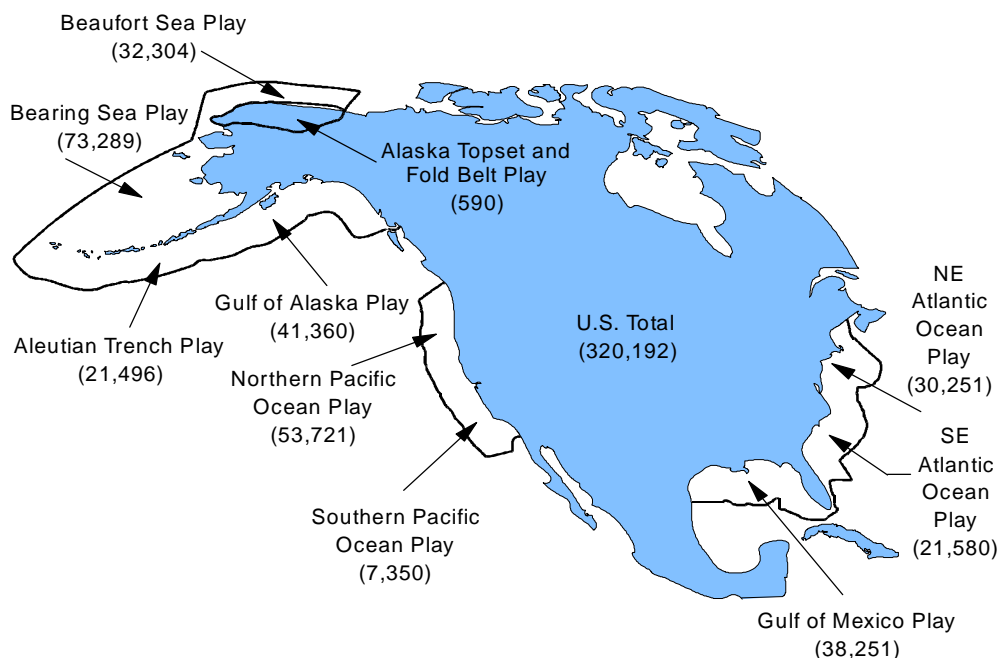 Beaufort Sea Play
(32,304)
Bearing Sea Play
(73,289)
Alaska Topset and
Fold Belt Play
(590)
Gulf of Alaska Play
(41,360)
Aleutian Trench Play
(21,496)
Northern Pacific
Ocean Play
(53,721)
Southern Pacific
Ocean Play
(7,350)
U.S. Total
(320,192)
NE
Atlantic
Ocean
Play
(30,251)
SE
Atlantic
Ocean
Play
(21,580)
Gulf of Mexico Play
(38,251)